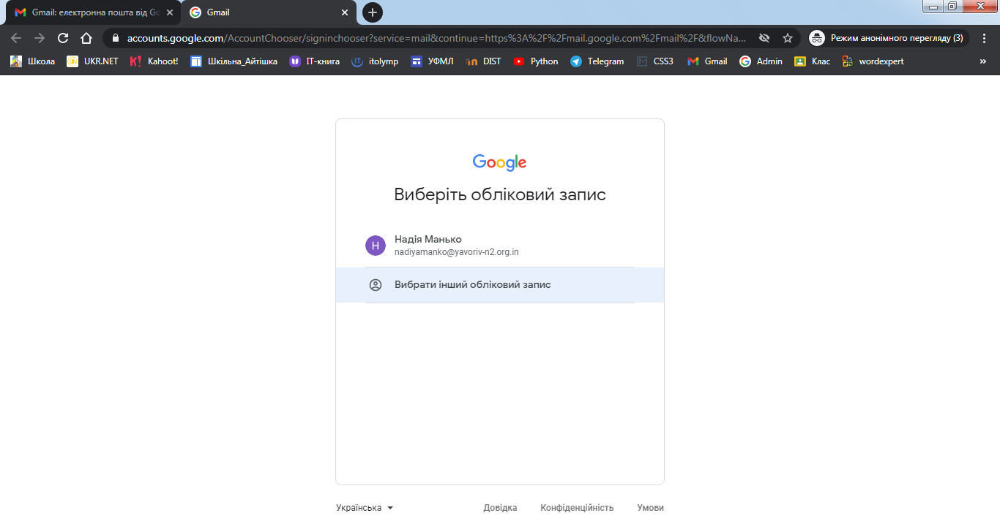 Gmail: електронна пошта від Go
Gmail
accounts.google.com/AccountChooser/signinchooser?service=mail&continue=https%3A%2F%2Fmail.google.com%2Fmail%2F&flowNa...
Режим анонімного перегляду (3)
Школа
UKR.NET
Kahoot!
Шкільна_Айтішка
ІТ-книга
itolymp
УФМЛ
DIST
Python
Telegram
CSS3
Gmail
Admin
Клас
wordexpert
»
Google
Виберіть обліковий запис
Н
Надія Манько
nadiyamanko@yavoriv-n2.org.in
Вибрати інший обліковий запис
Українська
Довідка
Конфіденційність
Умови